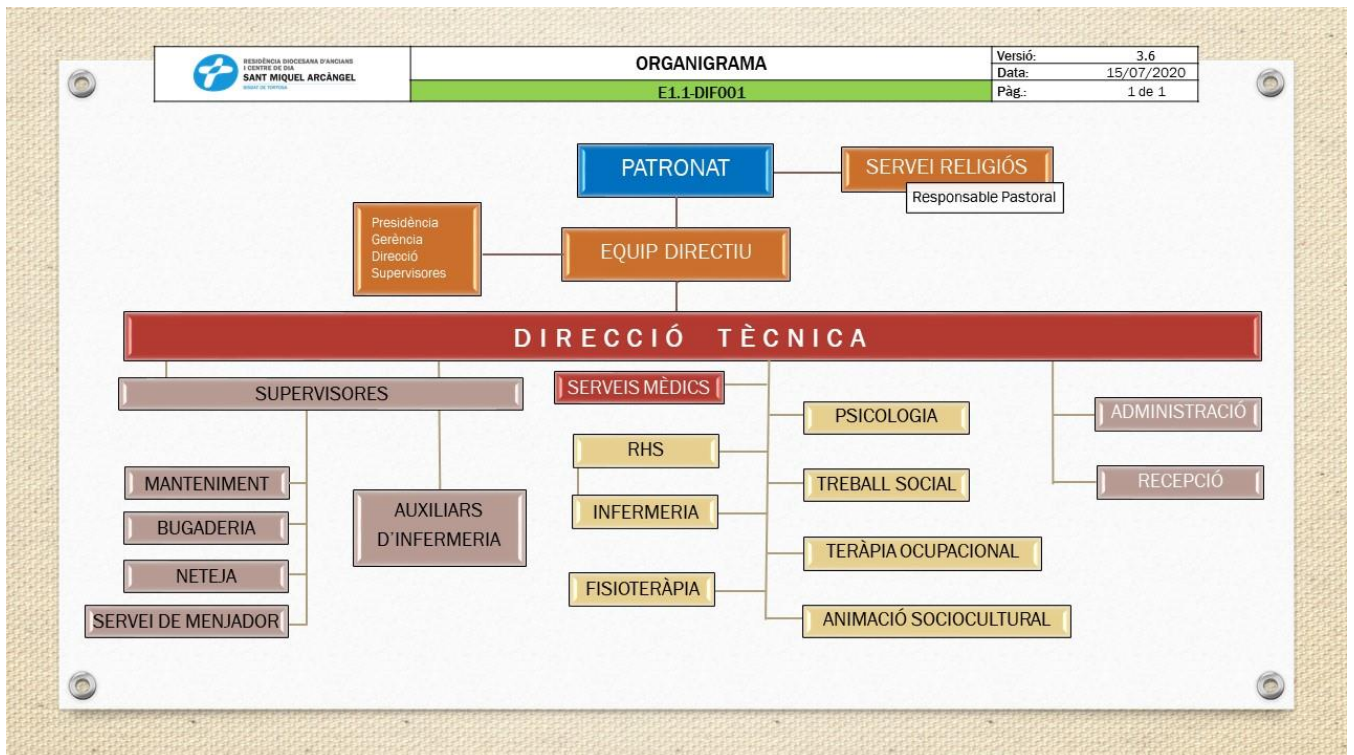 RESIDÈNCIA DIOCESANA D'ANCIANS
I CENTRE DE DIA
SANT MIQUEL ARCÀNGEL
BISBAT DE TORTOSA
ORGANIGRAMA
E1.1-DIF001
Versió: 3.6
Data: 15/07/2020
Pàg.: 1 de 1
PATRONAT
SERVEI RELIGIÓS
Responsable Pastoral
Presidència
Gerència
Direcció
Supervisores
EQUIP DIRECTIU
DIRECCIÓ TÈCNICA
SUPERVISORES
MANTENIMENT
BUGADERIA
NETEJA
SERVEI DE MENJADOR
AUXILIARS
D'INFERMERIA
SERVEIS MÈDICS
RHS
INFERMERIA
FISIOTERÀPIA
PSICOLOGIA
TREBALL SOCIAL
TERÀPIA OCUPACIONAL
ANIMACIÓ SOCIOCULTURAL
ADMINISTRACIÓ
RECEPCIÓ